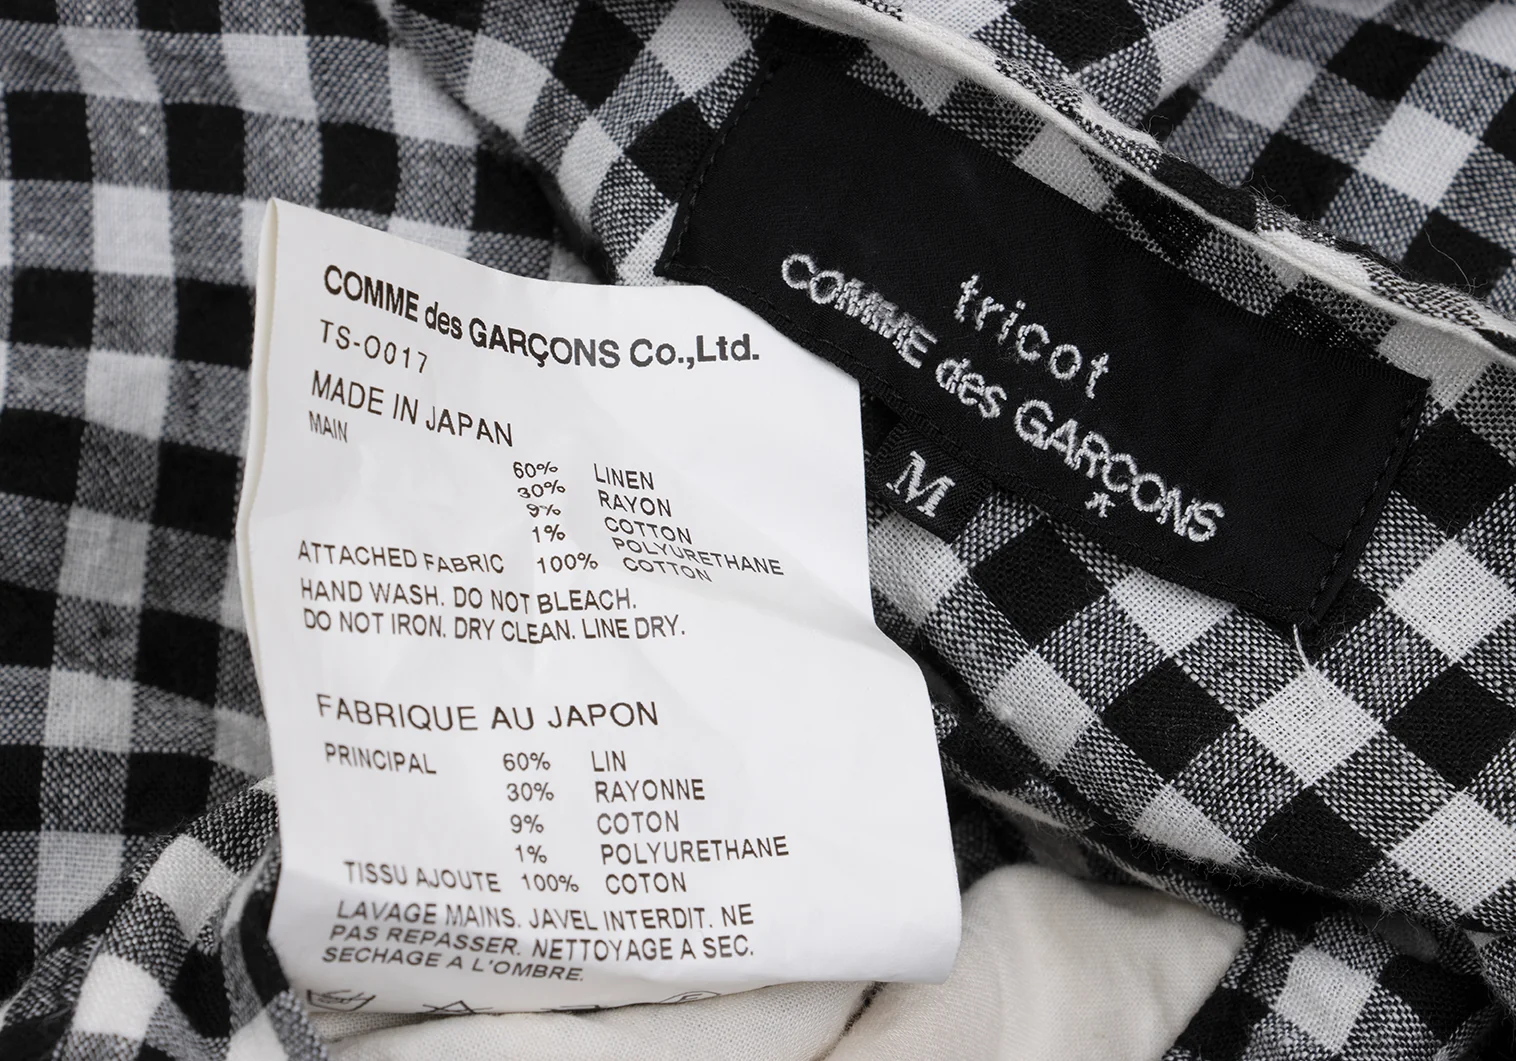 COMME des GARÇONS Co.,Ltd.
TS-O017
MADE IN JAPAN
MAIN
60% LINEN
30% RAYON
9% COTTON
1% POLYURETHANE
ATTACHED FABRIC 100% COTTON
HAND WASH. DO NOT BLEACH.
DO NOT IRON. DRY CLEAN. LINE DRY.
FABRIQUE AU JAPON
PRINCIPAL 60% LIN
30% RAYONNE
9% COTON
1% POLYURETHANE
TISSU AJOUTE 100% COTON
LAVAGE MAINS. JAVEL INTERDIT. NE
PAS REPASSER. NETTOYAGE A SEC.
SECHAGE A L'OMBRE.
tricot
COMME des GARÇONS
M